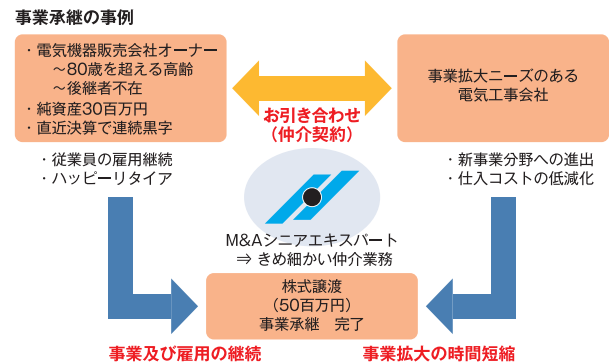 事業承継の事例
・電気機器販売会社オーナー
～80歳を超える高齢
～後継者不在
・純資産30百万円
・直近決算で連続黒字
事業拡大ニーズのある
電気工事会社
お引き合わせ
（仲介契約）
・従業員の雇用継続
・ハッピーリタイア
・新事業分野への進出
・仕入コストの低減化
M&Aシニアエキスパート
⇒ きめ細かい仲介業務
株式譲渡
（50百万円）
事業承継　完了
事業及び雇用の継続
事業拡大の時間短縮